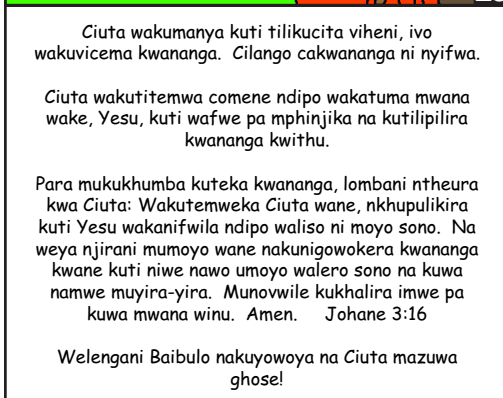 Ciuta wakumanya kuti tilikucita viheni, ivo
wakuvicema kwananga. Cilango cakwananga ni nyifwa.
Ciuta wakutitemwa comene ndipo wakatuma mwana
wake, Yesu, kuti wafwe pa mphinjika na kutilipilira
kwananga kwithu.
Para mukukhumba kuteka kwananga, lombani ntheura
kwa Ciuta: Wakutemweka Ciuta wane, nkhupulikira
kuti Yesu wakanifwila ndipo waliso ni moyo sono. Na
weya njirani mumoyo wane nakunigowokera kwananga
kwane kuti niwe nawo umoyo walero sono na kuwa
namwe muyira-yira. Munovwile kukhalira imwe pa
kuwa mwana winu. Amen. Johane 3:16
Welengani Baibulo nakuyowoya na Ciuta mazuwa
ghose!